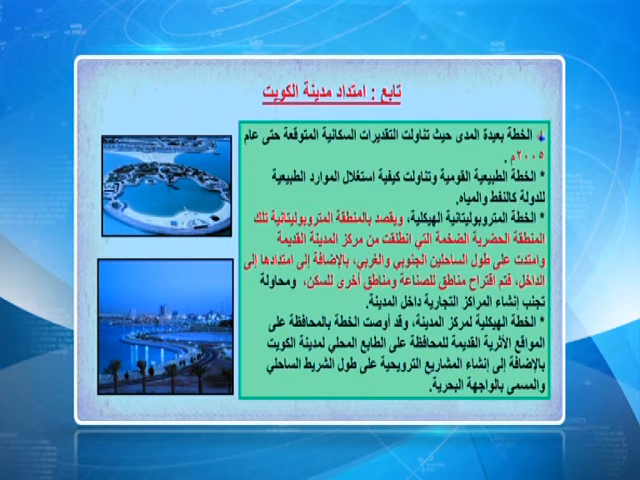 تابع : امتداد مدينة الكويت
الخطة بعيدة المدى حيث تناولت التقديرات السكانية المتوقعة حتى عام
٢٠٠٥م .
* الخطة الطبيعية القومية وتناولت كيفية استغلال الموارد الطبيعية
للدولة كالنفط والمياه.
* الخطة المتروبوليتانية الهيكلية، ويقصد بالمنطقة المتروبوليتانية تلك
المنطقة الحضرية الضخمة التي انطلقت من مركز المدينة القديمة
وامتدت على طول الساحلين الجنوبي والغربي، بالإضافة إلى امتدادها إلى
الداخل، فتم اقتراح مناطق للصناعة ومناطق أخرى للسكن، ومحاولة
تجنب إنشاء المراكز التجارية داخل المدينة.
* الخطة الهيكلية لمركز المدينة، وقد أوصت الخطة بالمحافظة على
المواقع الأثرية القديمة للمحافظة على الطابع المحلي لمدينة الكويت
بالإضافة إلى إنشاء المشاريع الترويحية على طول الشريط الساحلي
والمسمى بالواجهة البحرية.